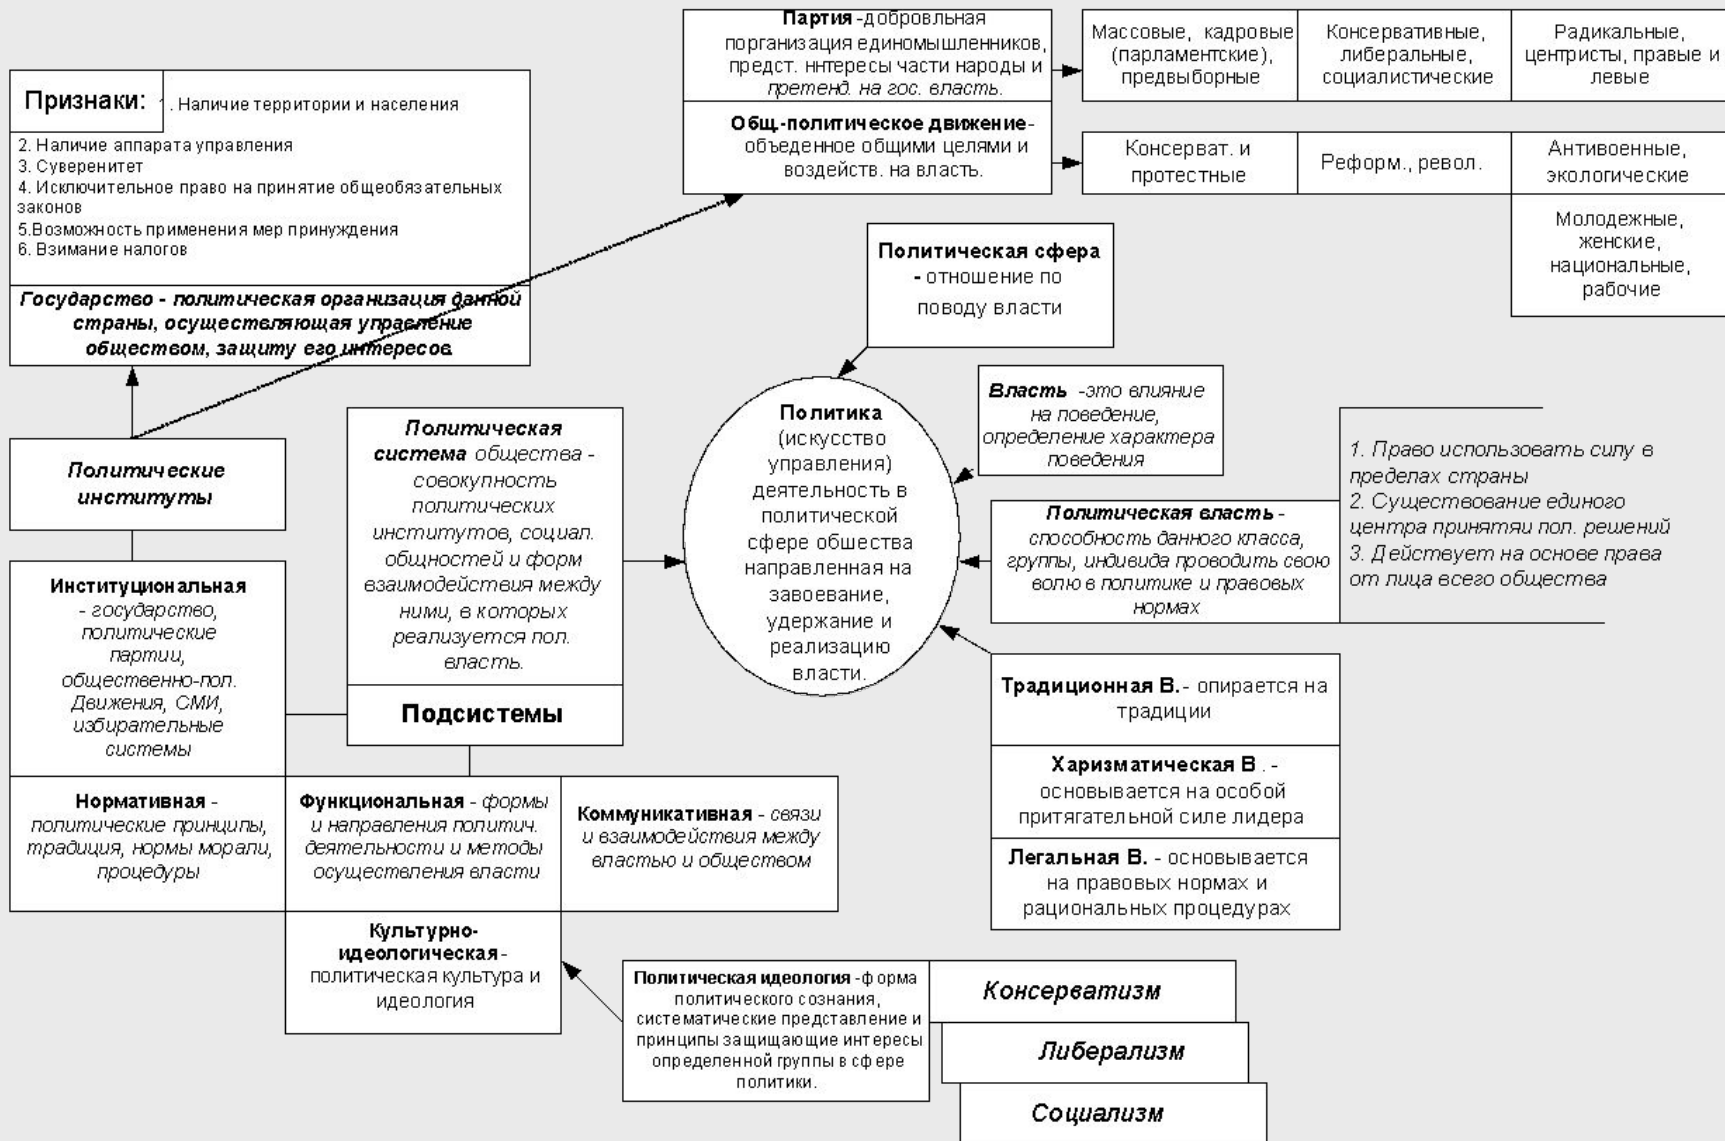 Партия -добровльная
порганизация единомышленников,
предст. ннтересы части народы и
претенд. на гос. власть.
Общ.-политическое движение-
объеденное общими целями и
воздейств. на власть.
Массовые, кадровые
(парламентские),
предвыборные
Консервативные,
либеральные,
социалистические
Радикальные,
центристы, правые и
левые
Консерват. и
протестные
Реформ., револ.
Антивоенные,
экологические
Молодежные,
женские,
национальные,
рабочие
Признаки: 1. Наличие территории и населения
2. Наличие аппарата управления
3. Суверенитет
4. Исключительное право на принятие общеобязательных
законов
5.Возможность применения мер принуждения
6. Взимание налогов
Государство - политическая организация данной
страны, осуществляющая управление
обществом, защиту его интересов.
Политическая сфера
- отношение по
поводу власти
Политические
институты
Политическая
система общества -
совокупность
политических
институтов, социал.
общностей и форм
взаимодействия между
ними, в которых
реализуется пол.
власть.
Подсистемы
Политика
(искусство
управления)
деятельность в
политической
сфере обшества
направленная на
завоевание,
удержание и
реализацию
власти.
Власть -это влияние
на поведение,
определение характера
поведения
Политическая власть -
способность данного класса,
группы, индивида проводить свою
волю в политике и правовых
нормах
1. Право использовать силу в
пределах страны
2. Существование единого
центра принятяи пол. решений
3. Действует на основе права
от лица всего общества
Институциональная
- государство,
политические
партии,
общественно-пол.
Движения, СМИ,
избирательные
системы
Нормативная -
политические принципы,
традиция, нормы морали,
процедуры
Функциональная - формы
и направления политич.
деятельности и методы
осуществления власти
Коммуникативная - связи
и взаимодействия между
властью и обществом
Культурно-
идеологическая-
политическая культура и
идеология
Традиционная В.- опирается на
традиции
Харизматическая В . -
основывается на особой
притягательной силе лидера
Легальная В. - основывается
на правовых нормах и
рациональных процедурах
Политическая идеология -форма
политического сознания,
систематические представление и
принципы защищающие интересы
определенной группы в сфере
политики.
Консерватизм
Либерализм
Социализм